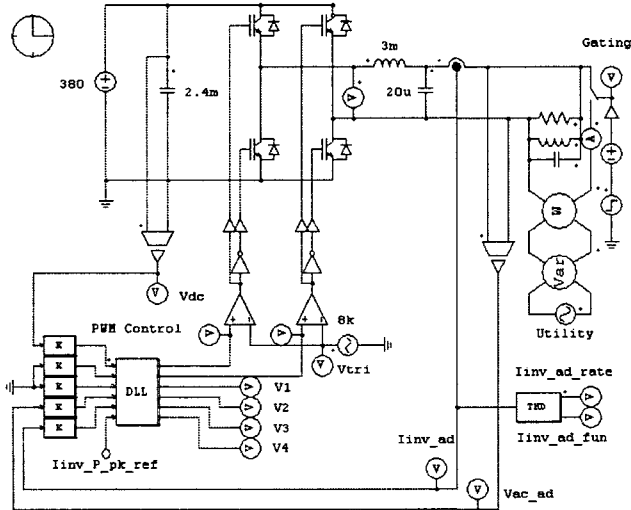 3m
Gating
380
2.4m
20u
A
W
Var
Vdc
8k
PWM Control
Vtri
Utility
K
K
K
K
K
DLL
V1
V2
V3
V4
Iinv_ad_rate
THD
Iinv_ad_fun
Iinv_P_pk_ref
Iinv_ad
Vac_ad
V
V
V
V
V
V
V
V
V
V
V
V
V
V